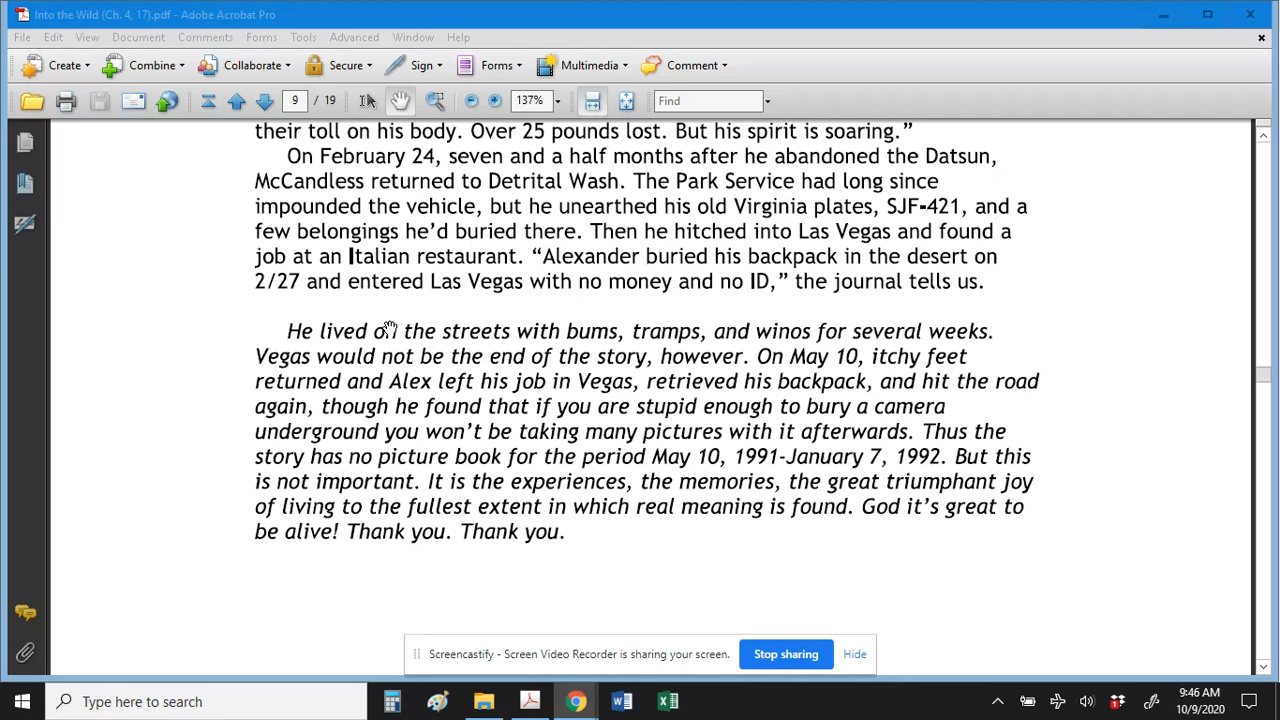 Into the Wild (Ch. 4, 17).pdf - Adobe Acrobat Pro
File Edit View Document Comments Forms Tools Advanced Window Help
Create Combine Collaborate Secure Sign Forms Multimedia Comment
9 / 19 137% Find
their toll on his body. Over 25 pounds lost. But his spirit is soaring.”
On February 24, seven and a half months after he abandoned the Datsun,
McCandless returned to Detrital Wash. The Park Service had long since
impounded the vehicle, but he unearthed his old Virginia plates, SJF-421, and a
few belongings he’d buried there. Then he hitched into Las Vegas and found a
job at an Italian restaurant. “Alexander buried his backpack in the desert on
2/27 and entered Las Vegas with no money and no ID,” the journal tells us.
He lived on the streets with bums, tramps, and winos for several weeks.
Vegas would not be the end of the story, however. On May 10, itchy feet
returned and Alex left his job in Vegas, retrieved his backpack, and hit the road
again, though he found that if you are stupid enough to bury a camera
underground you won’t be taking many pictures with it afterwards. Thus the
story has no picture book for the period May 10, 1991-January 7, 1992. But this
is not important. It is the experiences, the memories, the great triumphant joy
of living to the fullest extent in which real meaning is found. God it’s great to
be alive! Thank you. Thank you.
Screencastify - Screen Video Recorder is sharing your screen. Stop sharing Hide
Type here to search
9:46 AM
10/9/2020